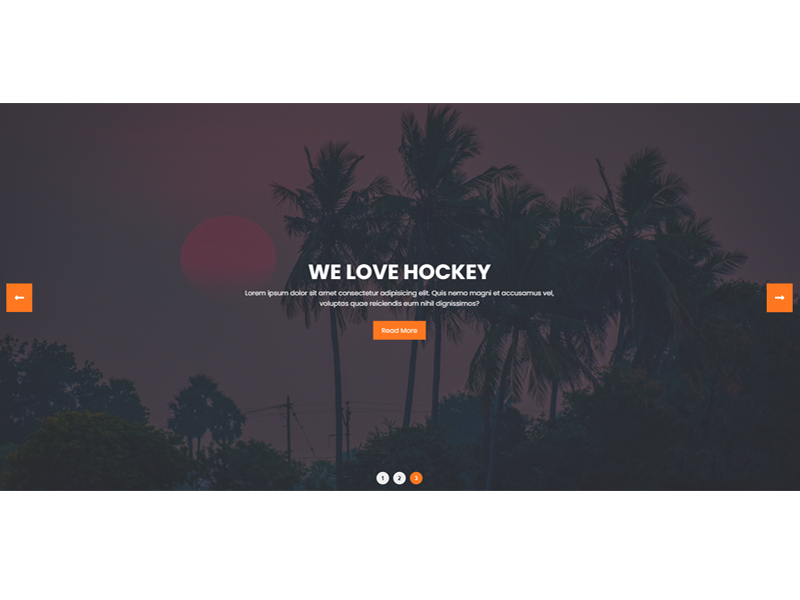 WE LOVE HOCKEY
Lorem ipsum dolor sit amet consectetur adipisicing elit. Quis nemo magni et accusamus vel,
voluptas quae reiciendis eum nihil dignissimos?
Read More
1 2 3